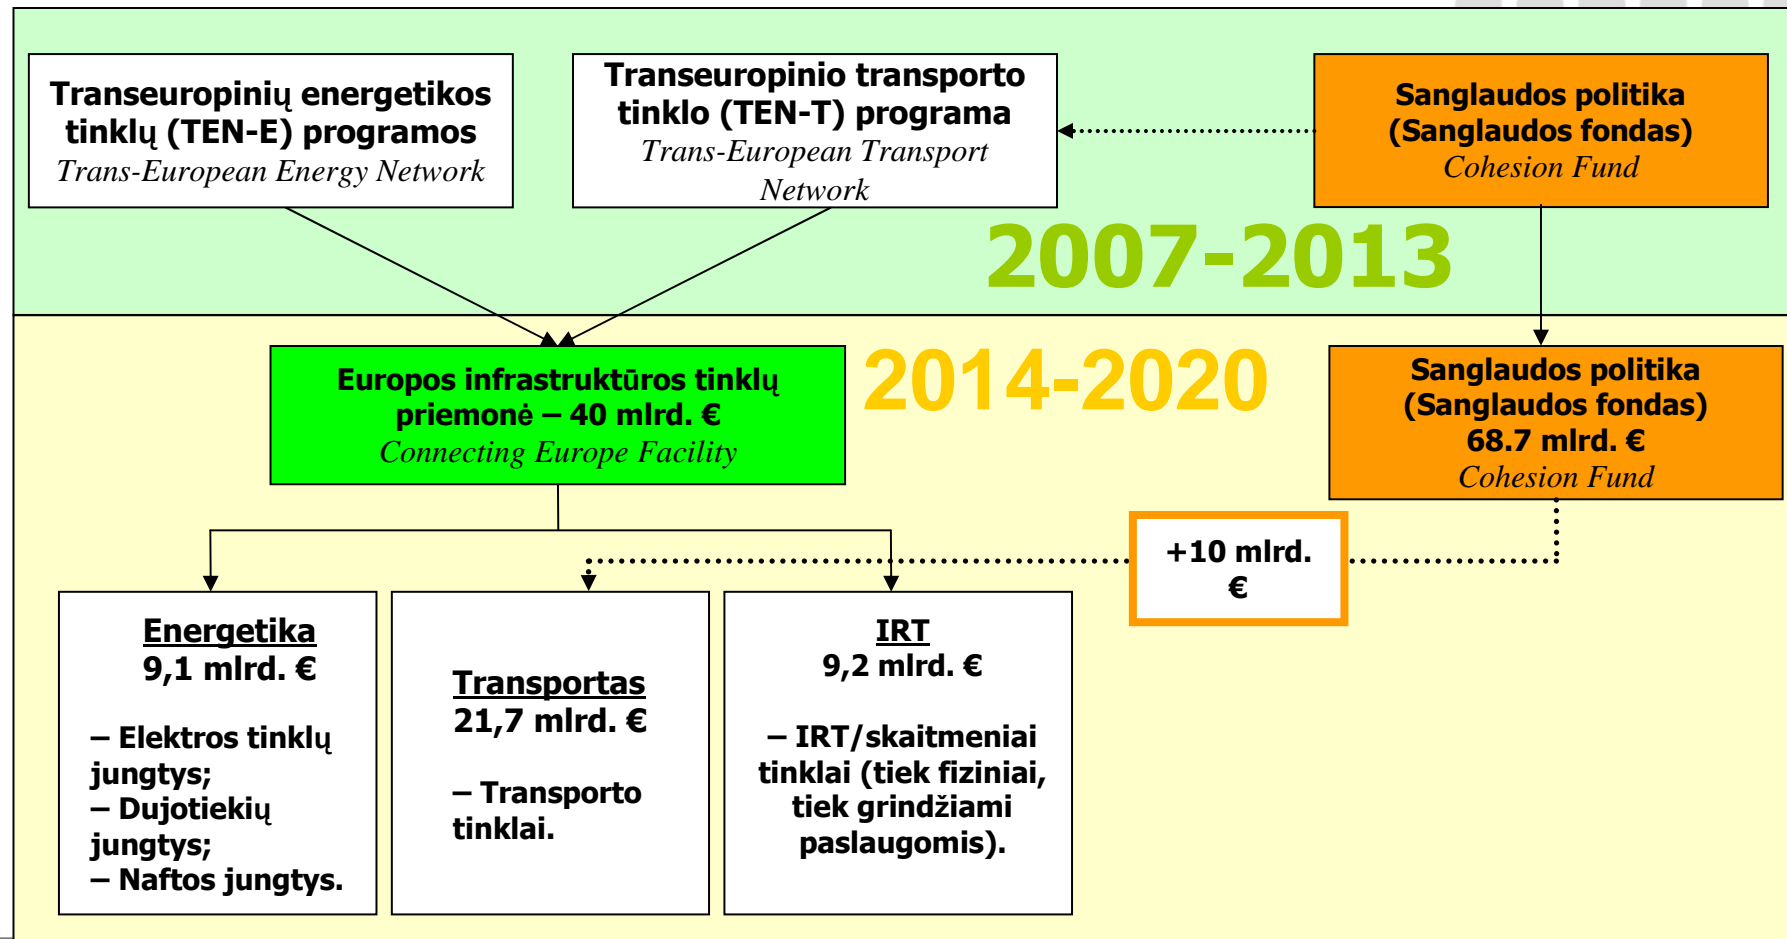 Transeuropinių energetikos
tinklų (TEN-E) programos
Trans-European Energy Network
Transeuropinio transporto
tinklo (TEN-T) programa
Trans-European Transport
Network
Sanglaudos politika
(Sanglaudos fondas)
Cohesion Fund
2007-2013
2014-2020
Europos infrastruktūros tinklų
priemonė – 40 mlrd. €
Connecting Europe Facility
Sanglaudos politika
(Sanglaudos fondas)
68.7 mlrd. €
Cohesion Fund
+10 mlrd.
€
Energetika
9,1 mlrd. €
– Elektros tinklų
jungtys;
– Dujotiekių
jungtys;
– Naftos jungtys.
Transportas
21,7 mlrd. €
– Transporto
tinklai.
IRT
9,2 mlrd. €
– IRT/skaitmeniai
tinklai (tiek fiziniai,
tiek grindžiami
paslaugomis).